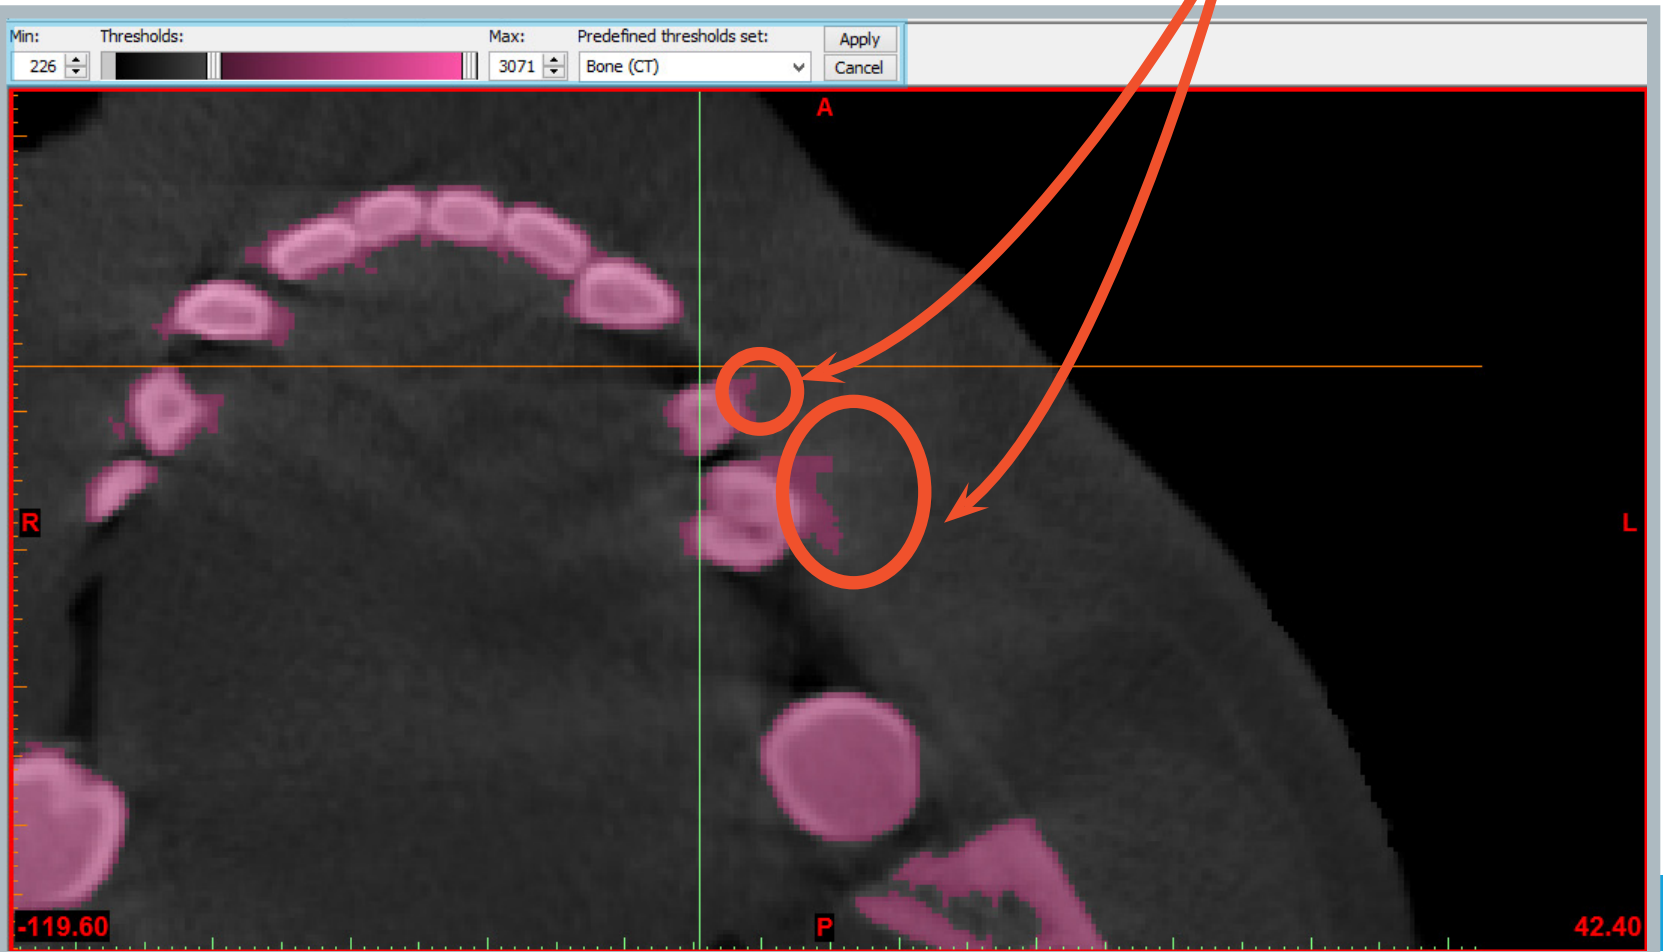 Min: Thresholds: Max: Predefined thresholds set: Apply
226 3071 Bone (CT) Cancel
A
R L
-119.60 P 42.40